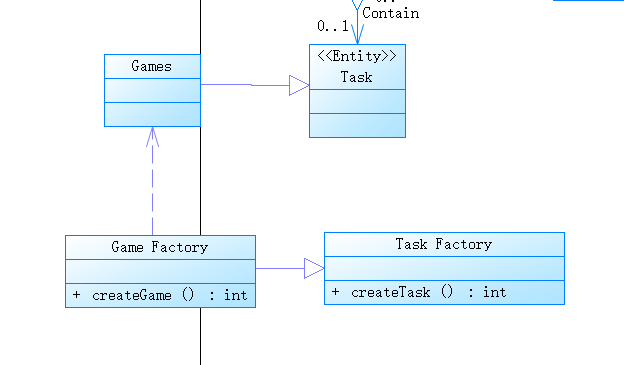 Contain
0..1
Games
<<Entity>>
Task
Game Factory
+ createGame () : int
Task Factory
+ createTask () : int